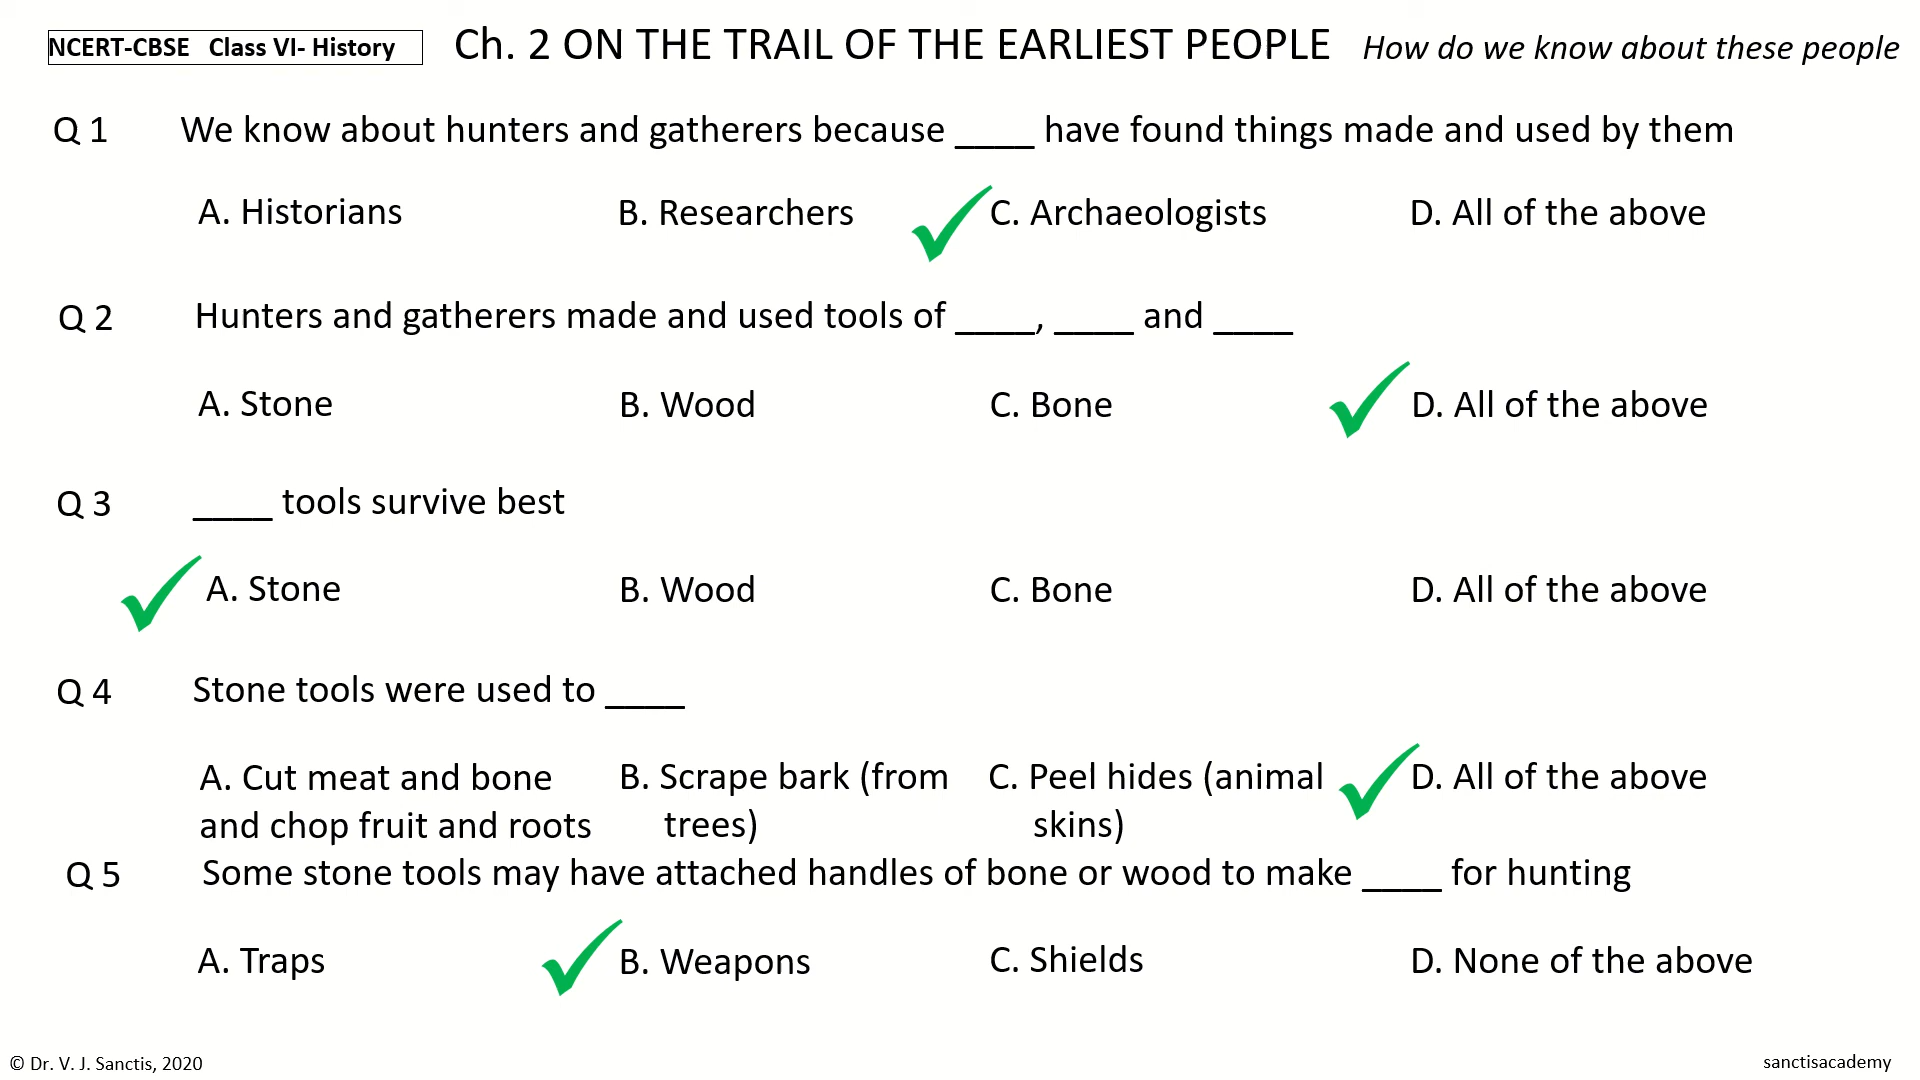 NCERT-CBSE Class VI- History Ch. 2 ON THE TRAIL OF THE EARLIEST PEOPLE How do we know about these people
Q 1 We know about hunters and gatherers because ____ have found things made and used by them
A. Historians B. Researchers C. Archaeologists D. All of the above
Q 2 Hunters and gatherers made and used tools of ____, ____ and ____
A. Stone B. Wood C. Bone D. All of the above
Q 3 ____ tools survive best
A. Stone B. Wood C. Bone D. All of the above
Q 4 Stone tools were used to ____
A. Cut meat and bone B. Scrape bark (from C. Peel hides (animal D. All of the above
and chop fruit and roots trees) skins)
Q 5 Some stone tools may have attached handles of bone or wood to make ____ for hunting
A. Traps B. Weapons C. Shields D. None of the above
© Dr. V. J. Sanctis, 2020 sanctisacademy